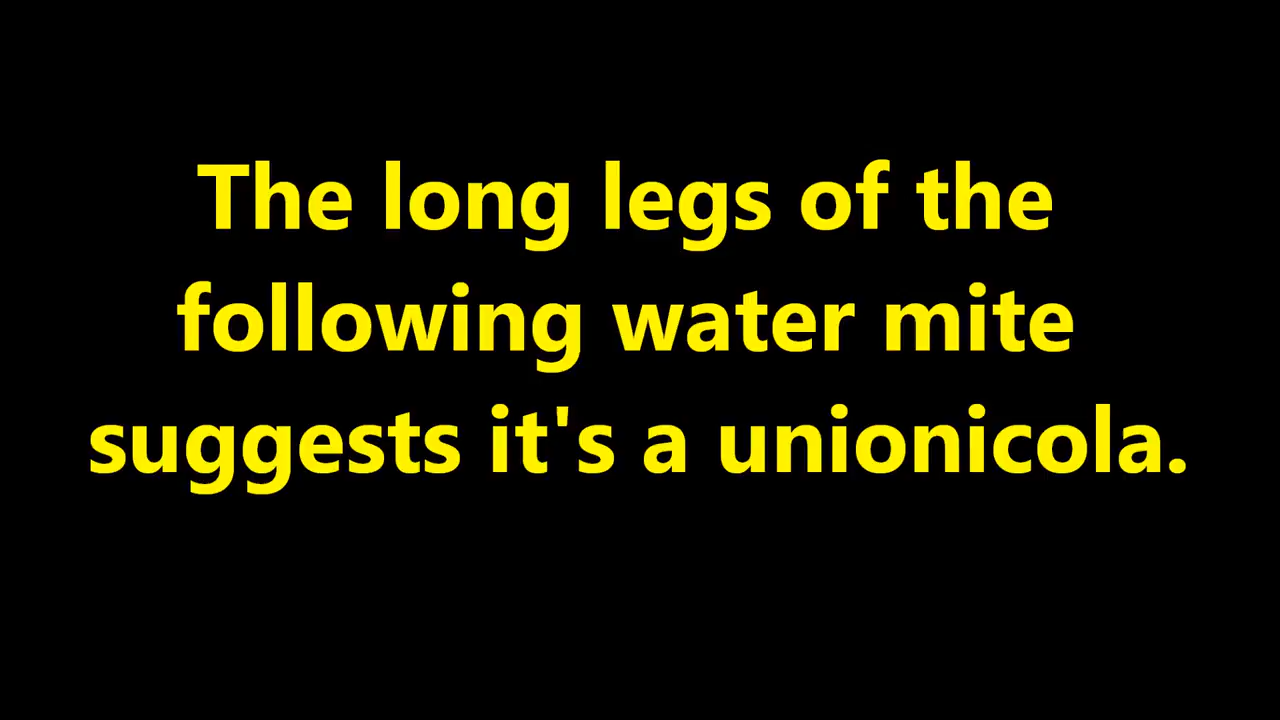 The long legs of the
following water mite
suggests it's a unionicola.